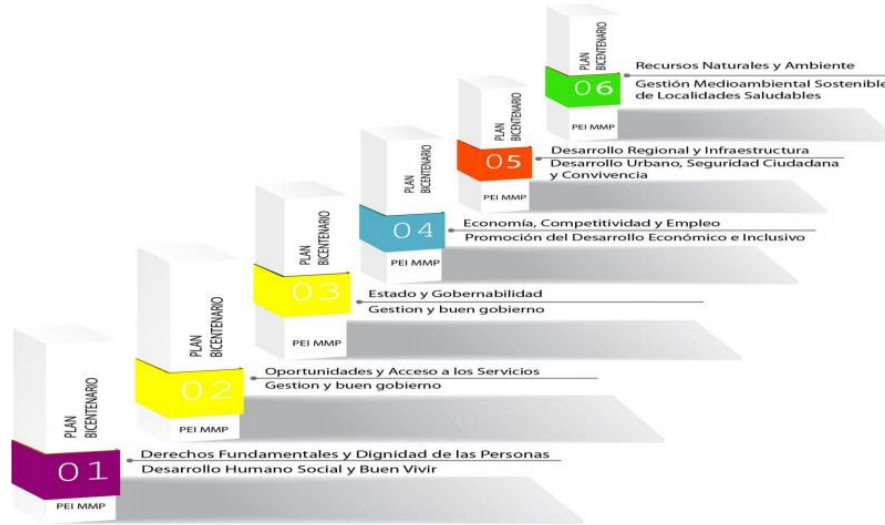 PLAN
BICENTENARIO
06
PEI MMP
Recursos Naturales y Ambiente
Gestión Medioambiental Sostenible
de Localidades Saludables
PLAN
BICENTENARIO
05
PEI MMP
Desarrollo Regional y Infraestructura
Desarrollo Urbano, Seguridad Ciudadana
y Convivencia
PLAN
BICENTENARIO
04
PEI MMP
Economía, Competitividad y Empleo
Promoción del Desarrollo Económico e Inclusivo
PLAN
BICENTENARIO
03
PEI MMP
Estado y Gobernabilidad
Gestion y buen gobierno
PLAN
BICENTENARIO
02
PEI MMP
Oportunidades y Acceso a los Servicios
Gestion y buen gobierno
PLAN
BICENTENARIO
01
PEI MMP
Derechos Fundamentales y Dignidad de las Personas
Desarrollo Humano Social y Buen Vivir